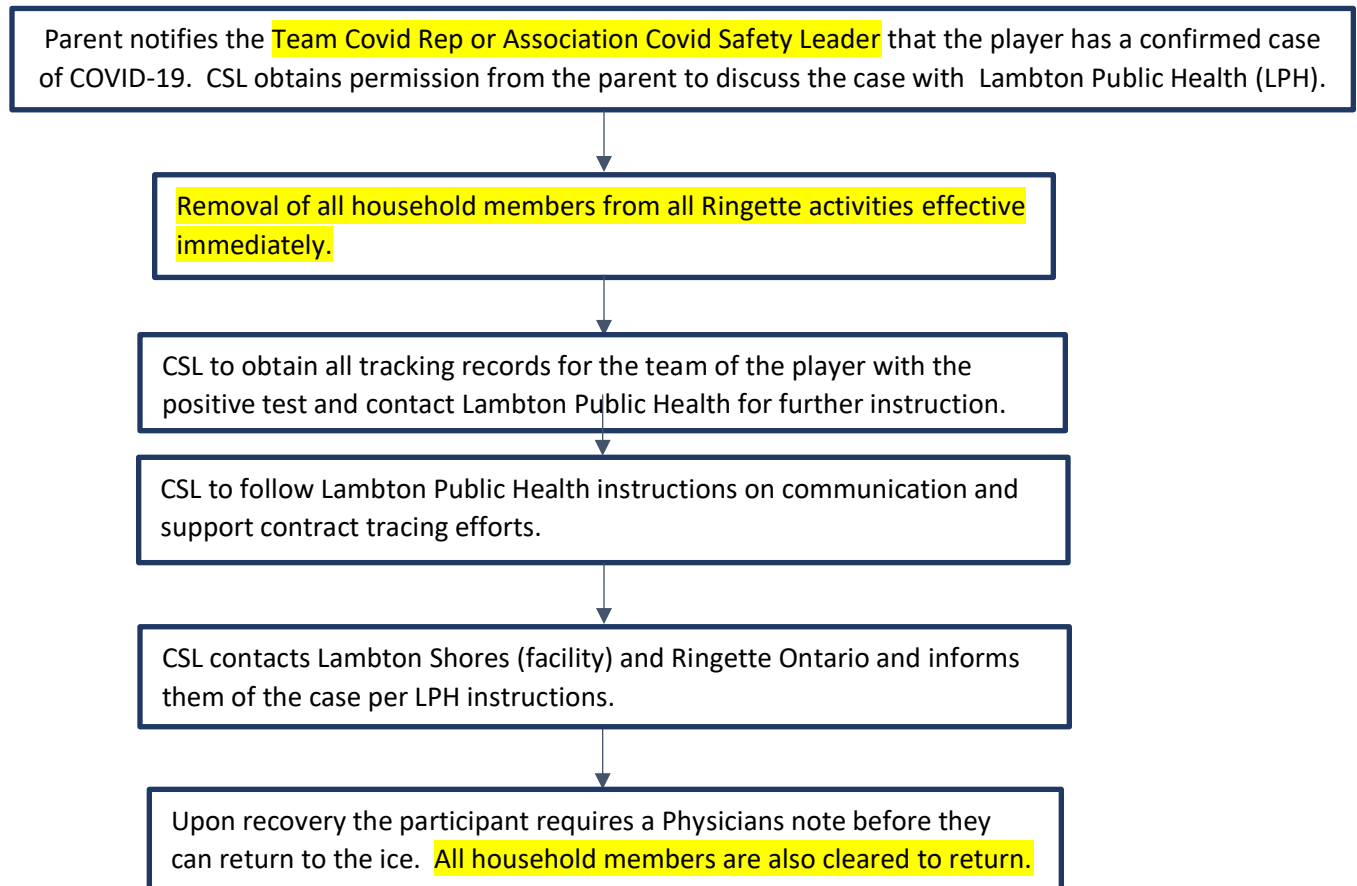 Parent notifies the Team Covid Rep or Association Covid Safety Leader that the player has a confirmed case
of COVID-19. CSL obtains permission from the parent to discuss the case with Lambton Public Health (LPH).
Removal of all household members from all Ringette activities effective
immediately.
CSL to obtain all tracking records for the team of the player with the
positive test and contact Lambton Public Health for further instruction.
CSL to follow Lambton Public Health instructions on communication and
support contract tracing efforts.
CSL contacts Lambton Shores (facility) and Ringette Ontario and informs
them of the case per LPH instructions.
Upon recovery the participant requires a Physicians note before they
can return to the ice. All household members are also cleared to return.